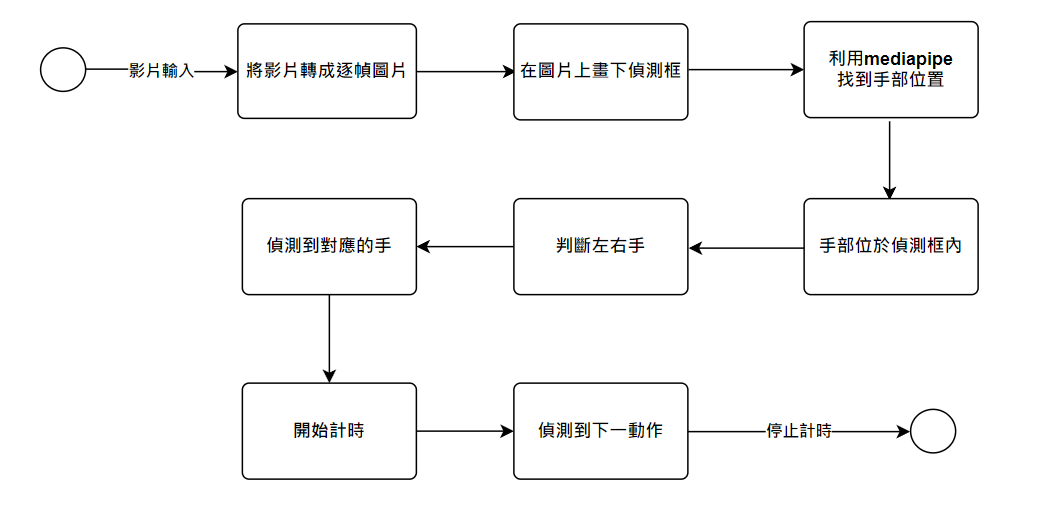 影片輸入
將影片轉成逐幀圖片
在圖片上畫下偵測框
利用mediapipe
找到手部位置
手部位於偵測框內
判斷左右手
偵測到對應的手
開始計時
偵測到下一動作
停止計時